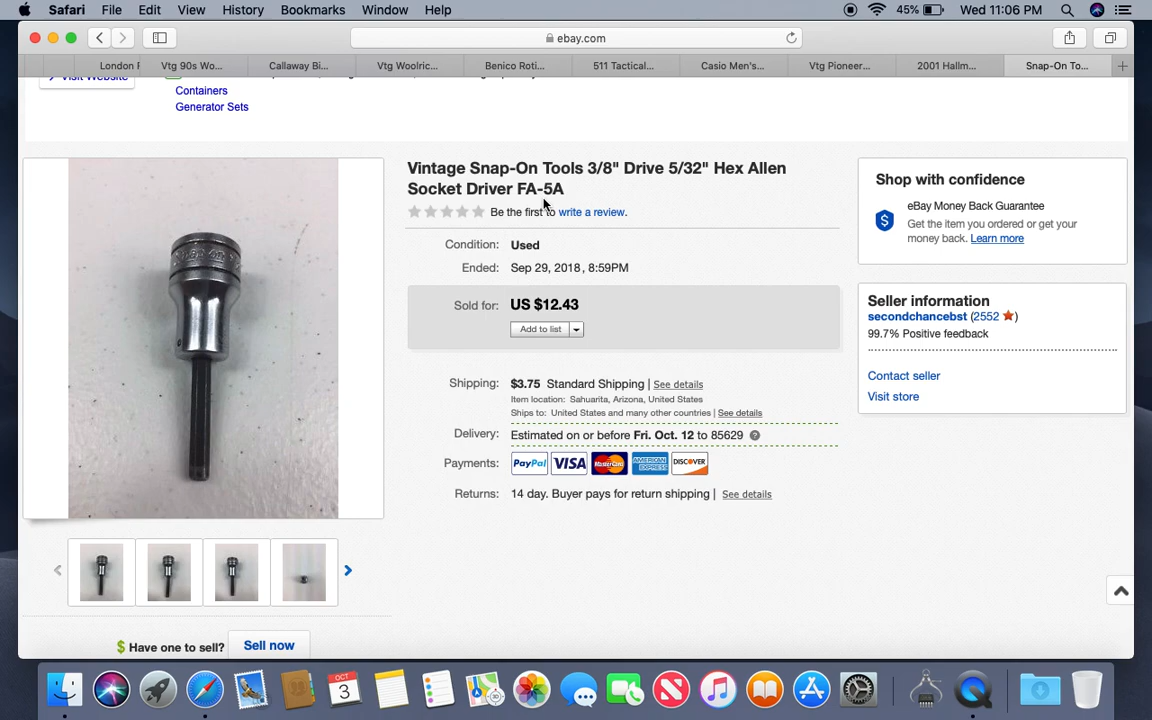 Safari File Edit View History Bookmarks Window Help 45% Wed 11:06 PM
ebay.com
London F Vtg 90s Wo... Callaway Bi... Vtg Woolric... Benico Roti... 511 Tactical... Casio Men's... Vtg Pioneer... 2001 Hallm... Snap-On To...
Visit Website
Containers
Generator Sets
Vintage Snap-On Tools 3/8" Drive 5/32" Hex Allen
Socket Driver FA-5A
Be the first to write a review.
Condition: Used
Ended: Sep 29, 2018, 8:59PM
Sold for: US $12.43
Add to list
Shipping: $3.75 Standard Shipping | See details
Item location: Sahuarita, Arizona, United States
Ships to: United States and many other countries | See details
Delivery: Estimated on or before Fri. Oct. 12 to 85629 ?
Payments: PayPal VISA MasterCard AMERICAN EXPRESS DISCOVER
Returns: 14 day. Buyer pays for return shipping | See details
Shop with confidence
eBay Money Back Guarantee
Get the item you ordered or get your
money back. Learn more
Seller information
secondchancebst (2552 )
99.7% Positive feedback
Contact seller
Visit store
$ Have one to sell? Sell now
OCT
3